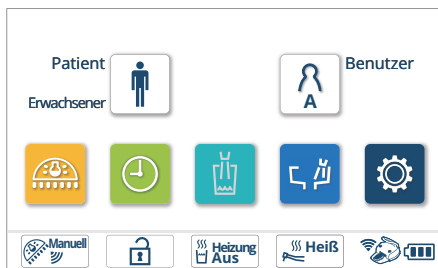 Patient
Benutzer
Erwachsener
A
Manuell
Heizung
Aus
Heiß